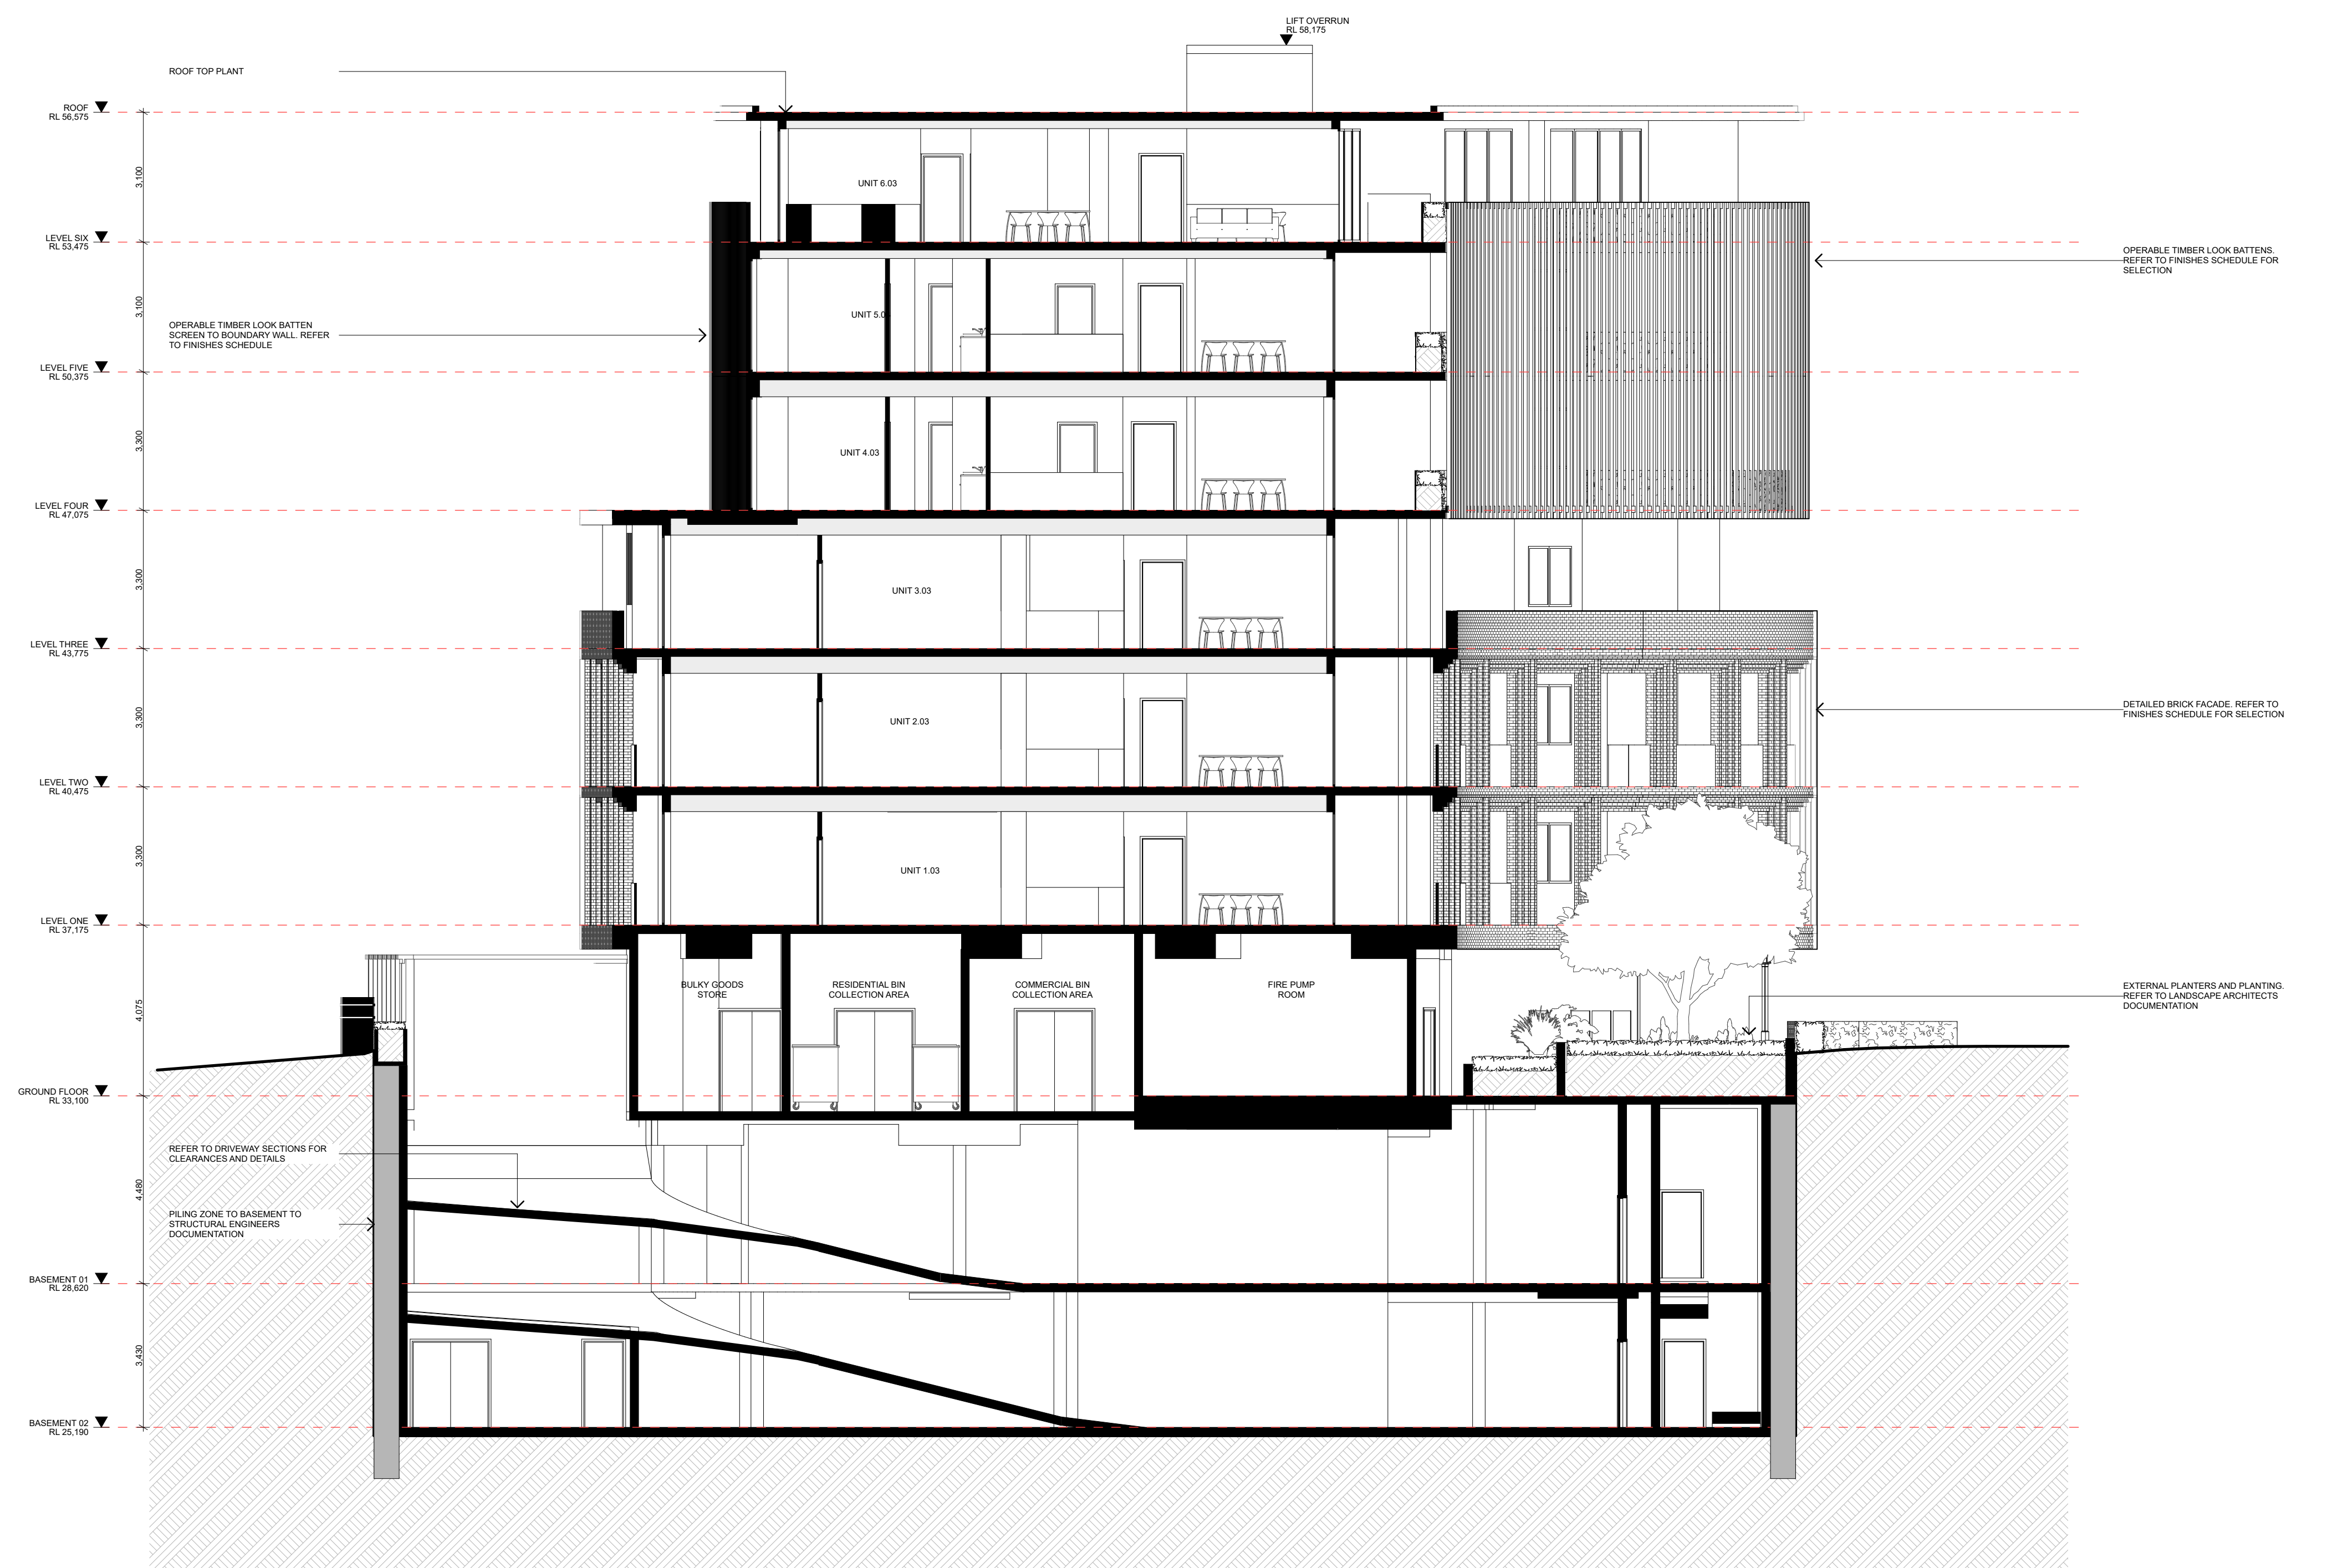 LIFT OVERRUN
RL 58,175
ROOF TOP PLANT
ROOF
RL 56,575
3,100
UNIT 6.03
LEVEL SIX
RL 53,475
OPERABLE TIMBER LOOK BATTENS.
REFER TO FINISHES SCHEDULE FOR
SELECTION
3,100
UNIT 5.0
OPERABLE TIMBER LOOK BATTEN
SCREEN TO BOUNDARY WALL. REFER
TO FINISHES SCHEDULE
LEVEL FIVE
RL 50,375
3,300
UNIT 4.03
LEVEL FOUR
RL 47,075
3,300
UNIT 3.03
LEVEL THREE
RL 43,775
3,300
UNIT 2.03
DETAILED BRICK FACADE. REFER TO
FINISHES SCHEDULE FOR SELECTION
LEVEL TWO
RL 40,475
3,300
UNIT 1.03
LEVEL ONE
RL 37,175
4,075
BULKY GOODS
STORE
RESIDENTIAL BIN
COLLECTION AREA
COMMERCIAL BIN
COLLECTION AREA
FIRE PUMP
ROOM
EXTERNAL PLANTERS AND PLANTING.
REFER TO LANDSCAPE ARCHITECTS
DOCUMENTATION
GROUND FLOOR
RL 33,100
REFER TO DRIVEWAY SECTIONS FOR
CLEARANCES AND DETAILS
4,480
PILING ZONE TO BASEMENT TO
STRUCTURAL ENGINEERS
DOCUMENTATION
BASEMENT 01
RL 28,620
3,430
BASEMENT 02
RL 25,190